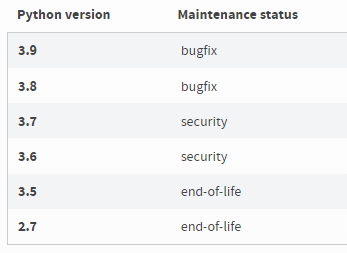 Python version Maintenance status
3.9 bugfix
3.8 bugfix
3.7 security
3.6 security
3.5 end-of-life
2.7 end-of-life